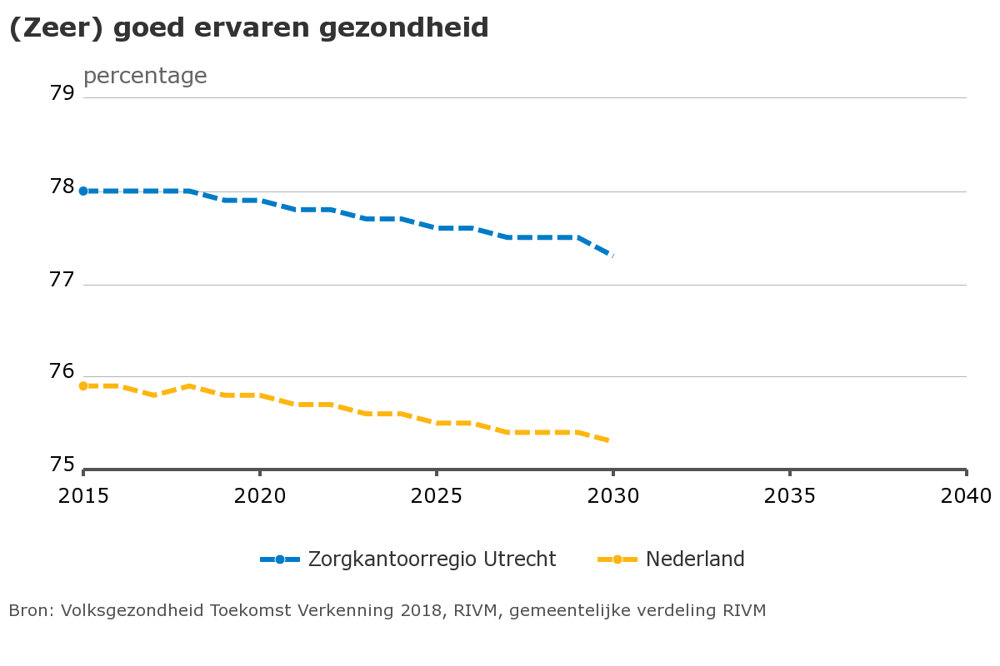 (Zeer) goed ervaren gezondheid
percentage
79
78
77
76
75
2015 2020 2025 2030 2035 2040
Zorgkantoorregio Utrecht Nederland
Bron: Volksgezondheid Toekomst Verkenning 2018, RIVM, gemeentelijke verdeling RIVM